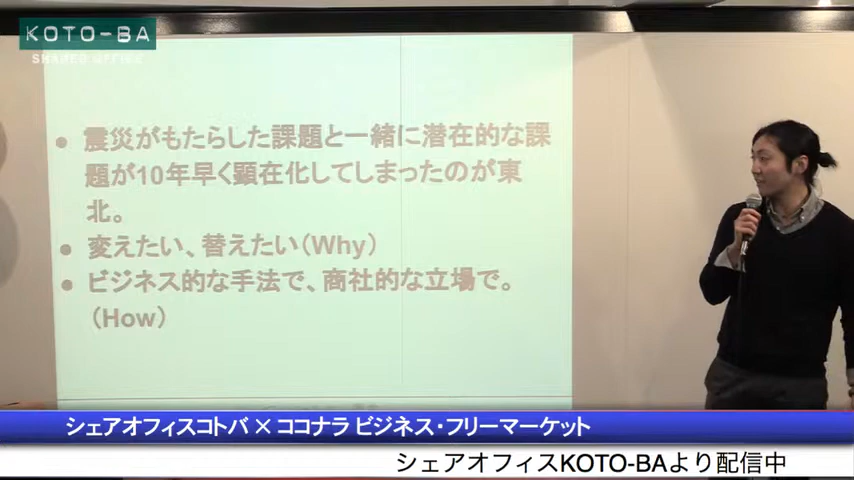 KOTO-BA
SHARED OFFICE
● 震災がもたらした課題と一緒に潜在的な課
題が10年早く顕在化してしまったのが東
北。
● 変えたい、替えたい(Why)
● ビジネス的な手法で、商社的な立場で。
(How)
シェアオフィスコトバ×ココナラ ビジネス・フリーマーケット
シェアオフィスKOTO-BAより配信中